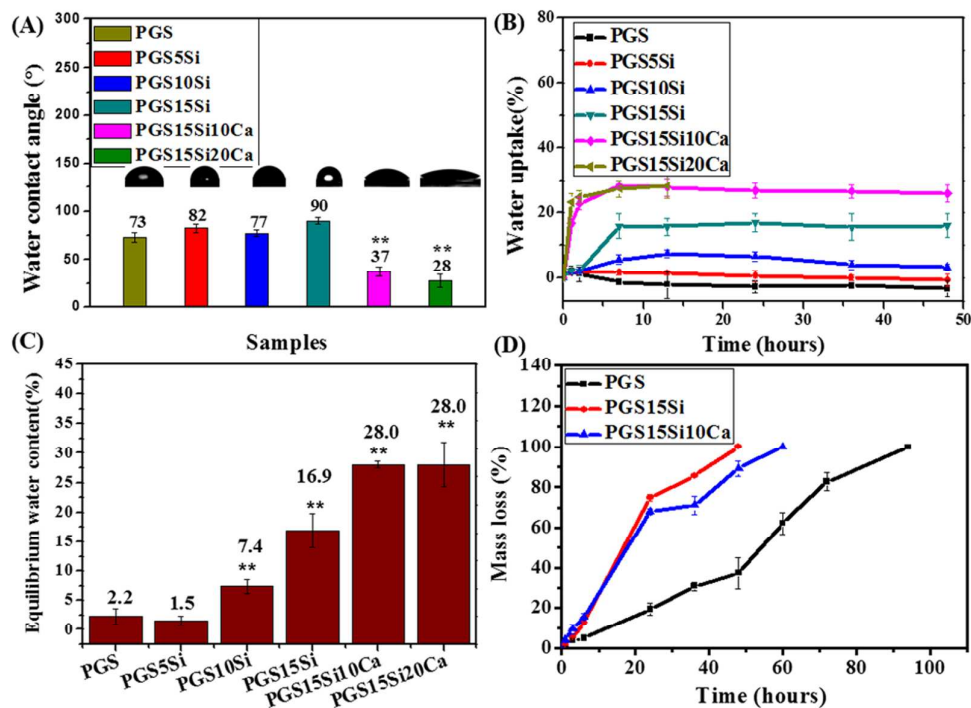 (A)
Water contact angle (°)
300
250
200
150
100
50
0
PGS
PGS5Si
PGS10Si
PGS15Si
PGS15Si10Ca
PGS15Si20Ca
73
82
77
90
**
37
**
28
Samples
(B)
Water uptake(%)
80
60
40
20
0
PGS
PGS5Si
PGS10Si
PGS15Si
PGS15Si10Ca
PGS15Si20Ca
0 10 20 30 40 50
Time (hours)
(C)
Equilibrium water content(%)
45
40
35
30
25
20
15
10
5
0
2.2
1.5
7.4
**
16.9
**
28.0
**
28.0
**
PGS
PGS5Si
PGS10Si
PGS15Si
PGS15Si10Ca
PGS15Si20Ca
(D)
Mass loss (%)
140
120
100
80
60
40
20
0
PGS
PGS15Si
PGS15Si10Ca
0 20 40 60 80 100
Time (hours)